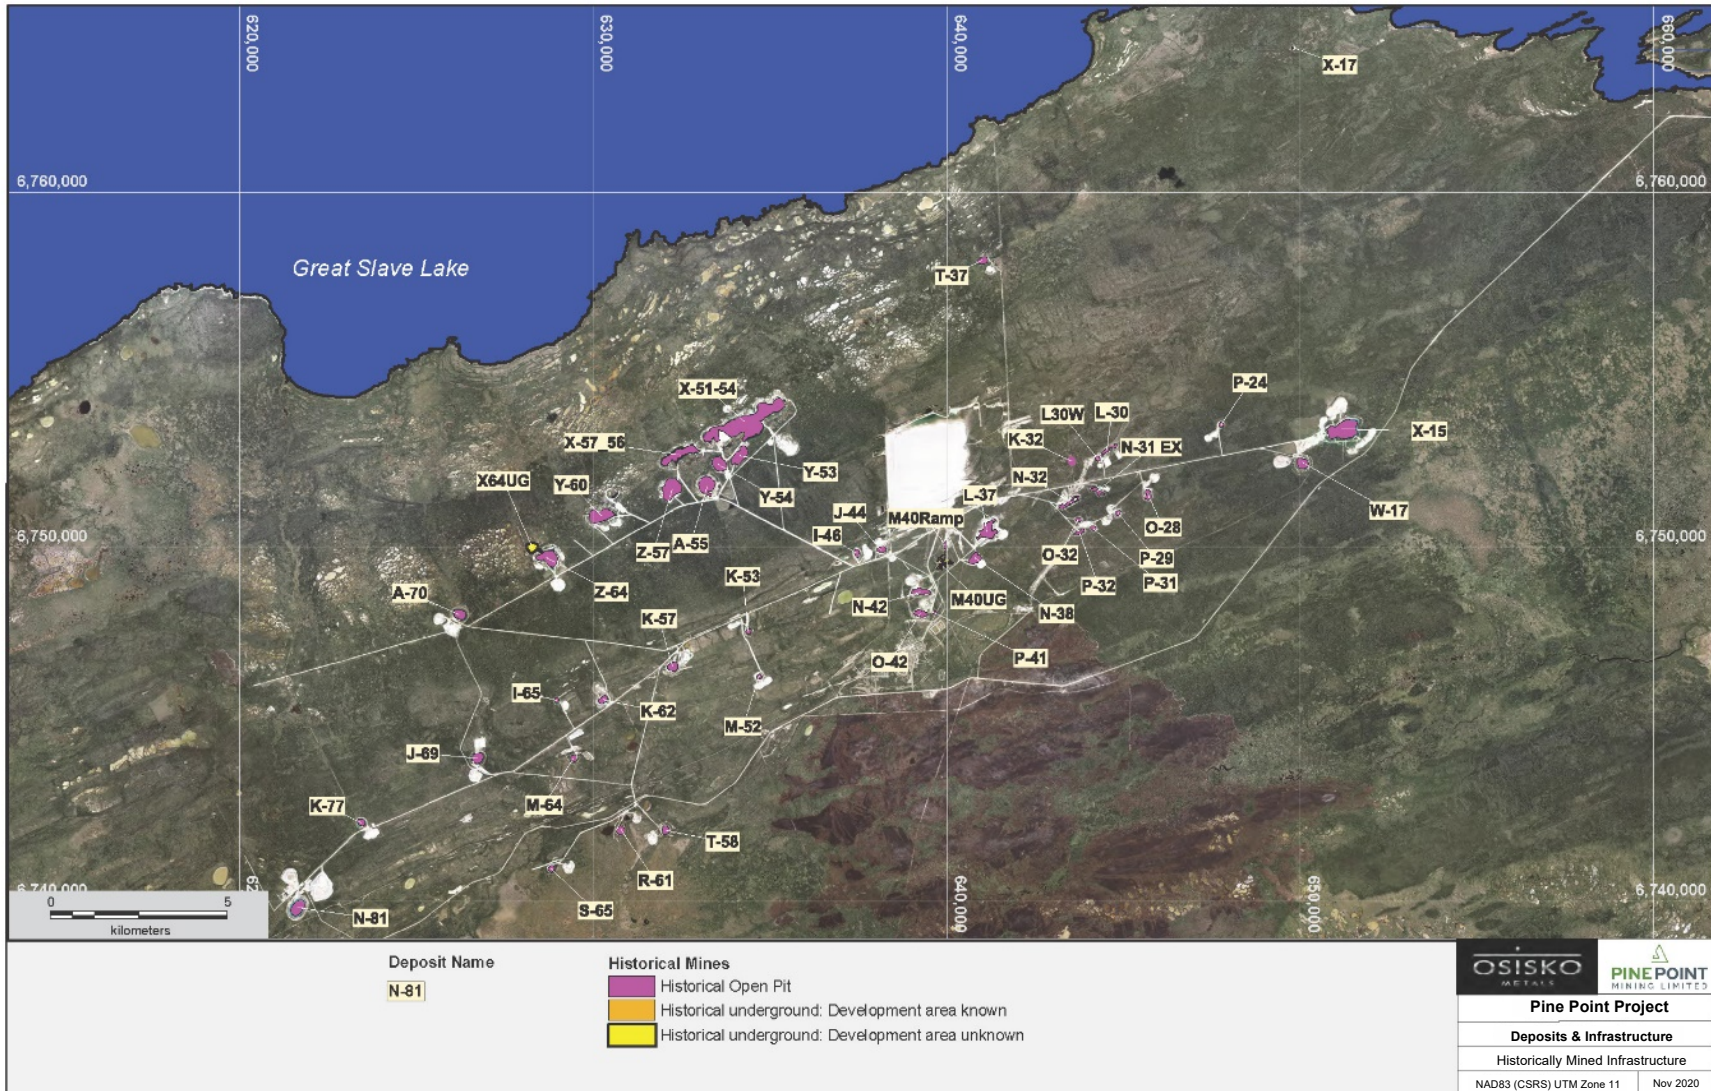 620,000
630,000
640,000
660,000
X-17
6,760,000
6,760,000
Great Slave Lake
T-37
X-51-54
P-24
L30W
L-30
X-57_56
K-32
N-31 EX
X-15
Y-53
X64UG
Y-60
N-32
Y-54
L-37
J-44
M40Ramp
W-17
O-28
I-46
A-55
6,750,000
Z-57
O-32
P-29
6,750,000
K-53
P-32
P-31
A-70
Z-64
N-42
M40UG
K-57
N-38
O-42
P-41
I-65
K-62
M-52
J-69
K-77
M-64
T-58
R-61
6,740,000
640,000
650,000
6,740,000
S-65
N-81
0 5
kilometers
Deposit Name
N-81
Historical Mines
Historical Open Pit
Historical underground: Development area known
Historical underground: Development area unknown
OSISKO
METALS
PINE POINT
MINING LIMITED
Pine Point Project
Deposits & Infrastructure
Historically Mined Infrastructure
NAD83 (CSRS) UTM Zone 11 Nov 2020